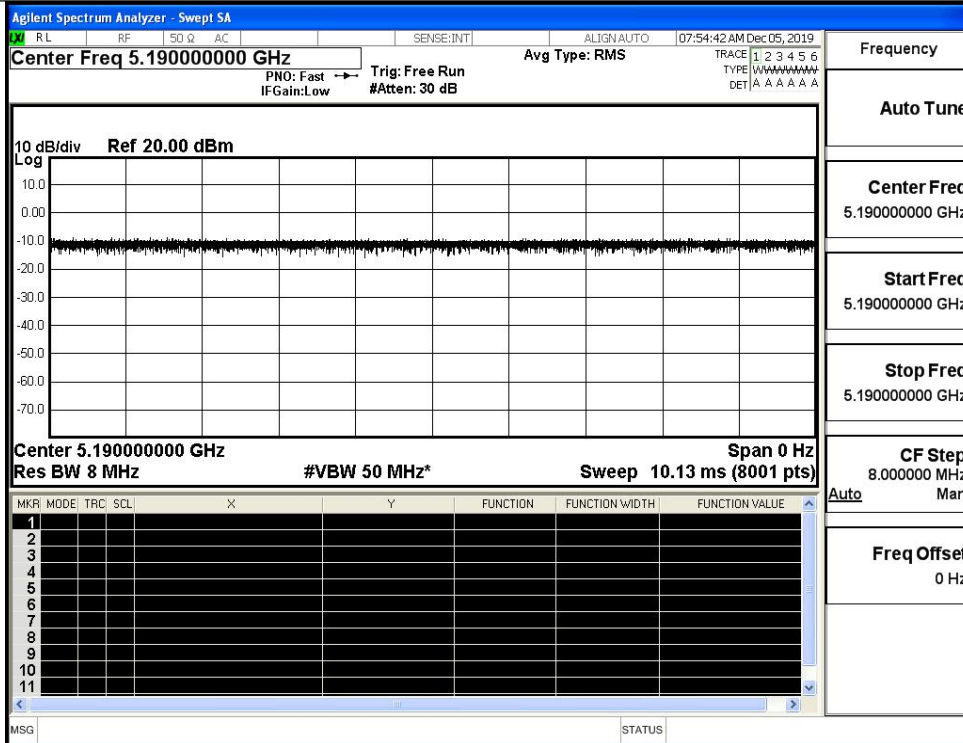 Agilent Spectrum Analyzer - Swept SA
LXI RL RF 50 Ω AC SENSE:INT ALIGN AUTO 07:54:42 AM Dec 05, 2019
Center Freq 5.190000000 GHz
PNO: Fast
IFGain:Low
Trig: Free Run
#Atten: 30 dB
Avg Type: RMS
TRACE 1 2 3 4 5 6
TYPE WWWWWW
DET A A A A A A
10 dB/div Ref 20.00 dBm
Log
10.0
0.00
-10.0
-20.0
-30.0
-40.0
-50.0
-60.0
-70.0
Center 5.190000000 GHz Span 0 Hz
Res BW 8 MHz #VBW 50 MHz* Sweep 10.13 ms (8001 pts)
MKR MODE TRC SCL X Y FUNCTION FUNCTION WIDTH FUNCTION VALUE
1
2
3
4
5
6
7
8
9
10
11
MSG STATUS
Frequency
Auto Tune
Center Freq
5.190000000 GHz
Start Freq
5.190000000 GHz
Stop Freq
5.190000000 GHz
CF Step
8.000000 MHz
Auto Man
Freq Offset
0 Hz